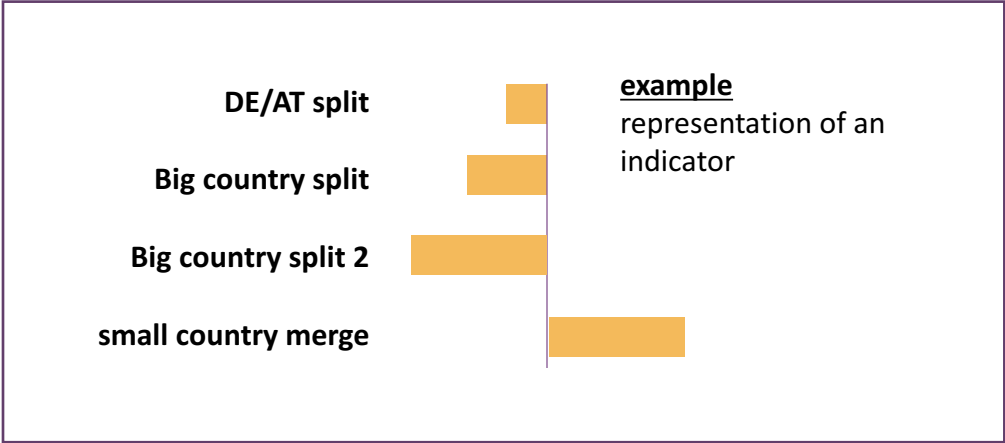 DE/AT split
Big country split
Big country split 2
small country merge
example
representation of an
indicator